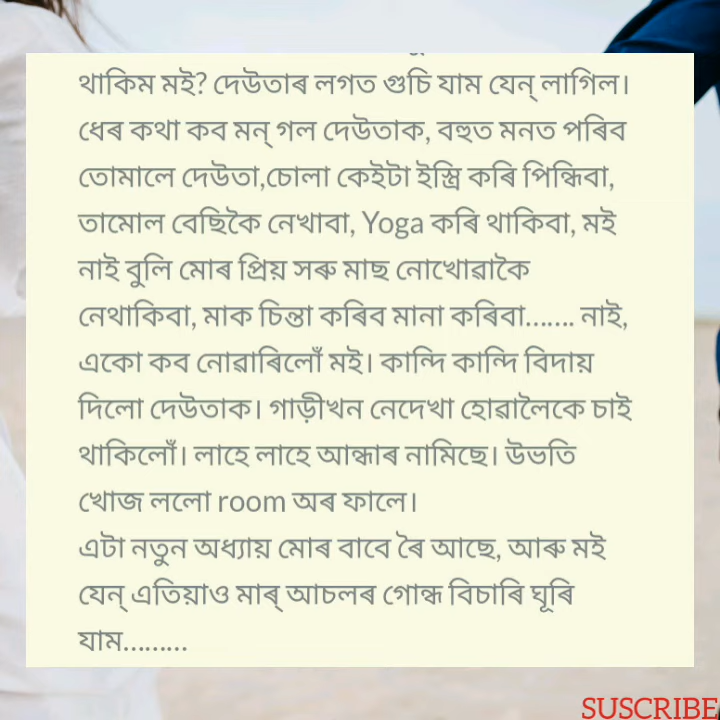 থাকিম মই? দেউতাৰ লগত গুচি যাম যেন্ লাগিল।
ধেৰ কথা কব মন্ গল দেউতাক, বহুত মনত পৰিব
তোমালে দেউতা,চোলা কেইটা ইস্ত্ৰি কৰি পিন্ধিবা,
তামোল বেছিকৈ নেখাবা, Yoga কৰি থাকিবা, মই
নাই বুলি মোৰ প্ৰিয় সৰু মাছ নোখোৱাকৈ
নেথাকিবা, মাক চিন্তা কৰিব মানা কৰিবা....... নাই,
একো কব নোৱাৰিলোঁ মই। কান্দি কান্দি বিদায়
দিলো দেউতাক। গাড়ীখন নেদেখা হোৱালৈকে চাই
থাকিলোঁ। লাহে লাহে আন্ধাৰ নামিছে। উভতি
খোজ ললো room অৰ ফালে।
এটা নতুন অধ্যায় মোৰ বাবে ৰৈ আছে, আৰু মই
যেন্ এতিয়াও মাৰ্ আচলৰ গোন্ধ বিচাৰি ঘূৰি
যাম.........
SUSCRIBE